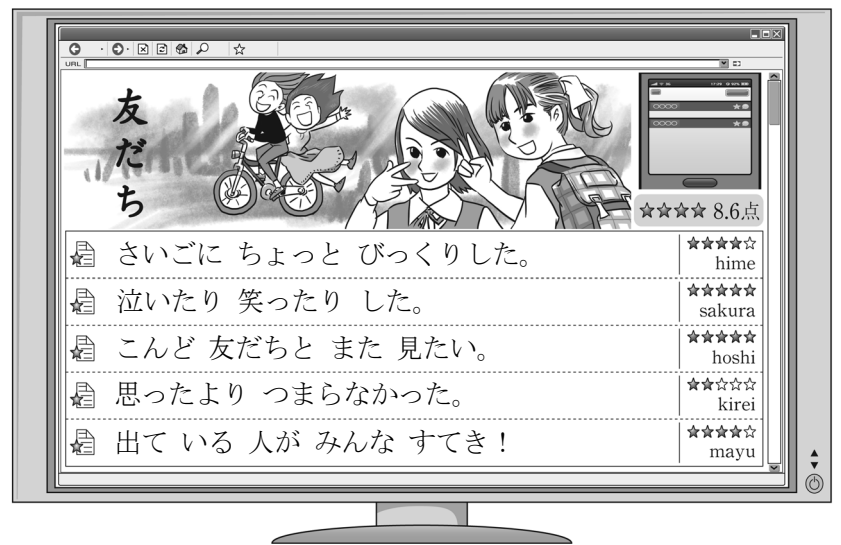 URL
友だち
★★★★ 8.6点
さいごに ちょっと びっくりした。
★★★★☆
hime
泣いたり 笑ったり した。
★★★★★
sakura
こんど 友だちと また 見たい。
★★★★★
hoshi
思ったより つまらなかった。
★★☆☆☆
kirei
出て いる 人が みんな すてき！
★★★★☆
mayu